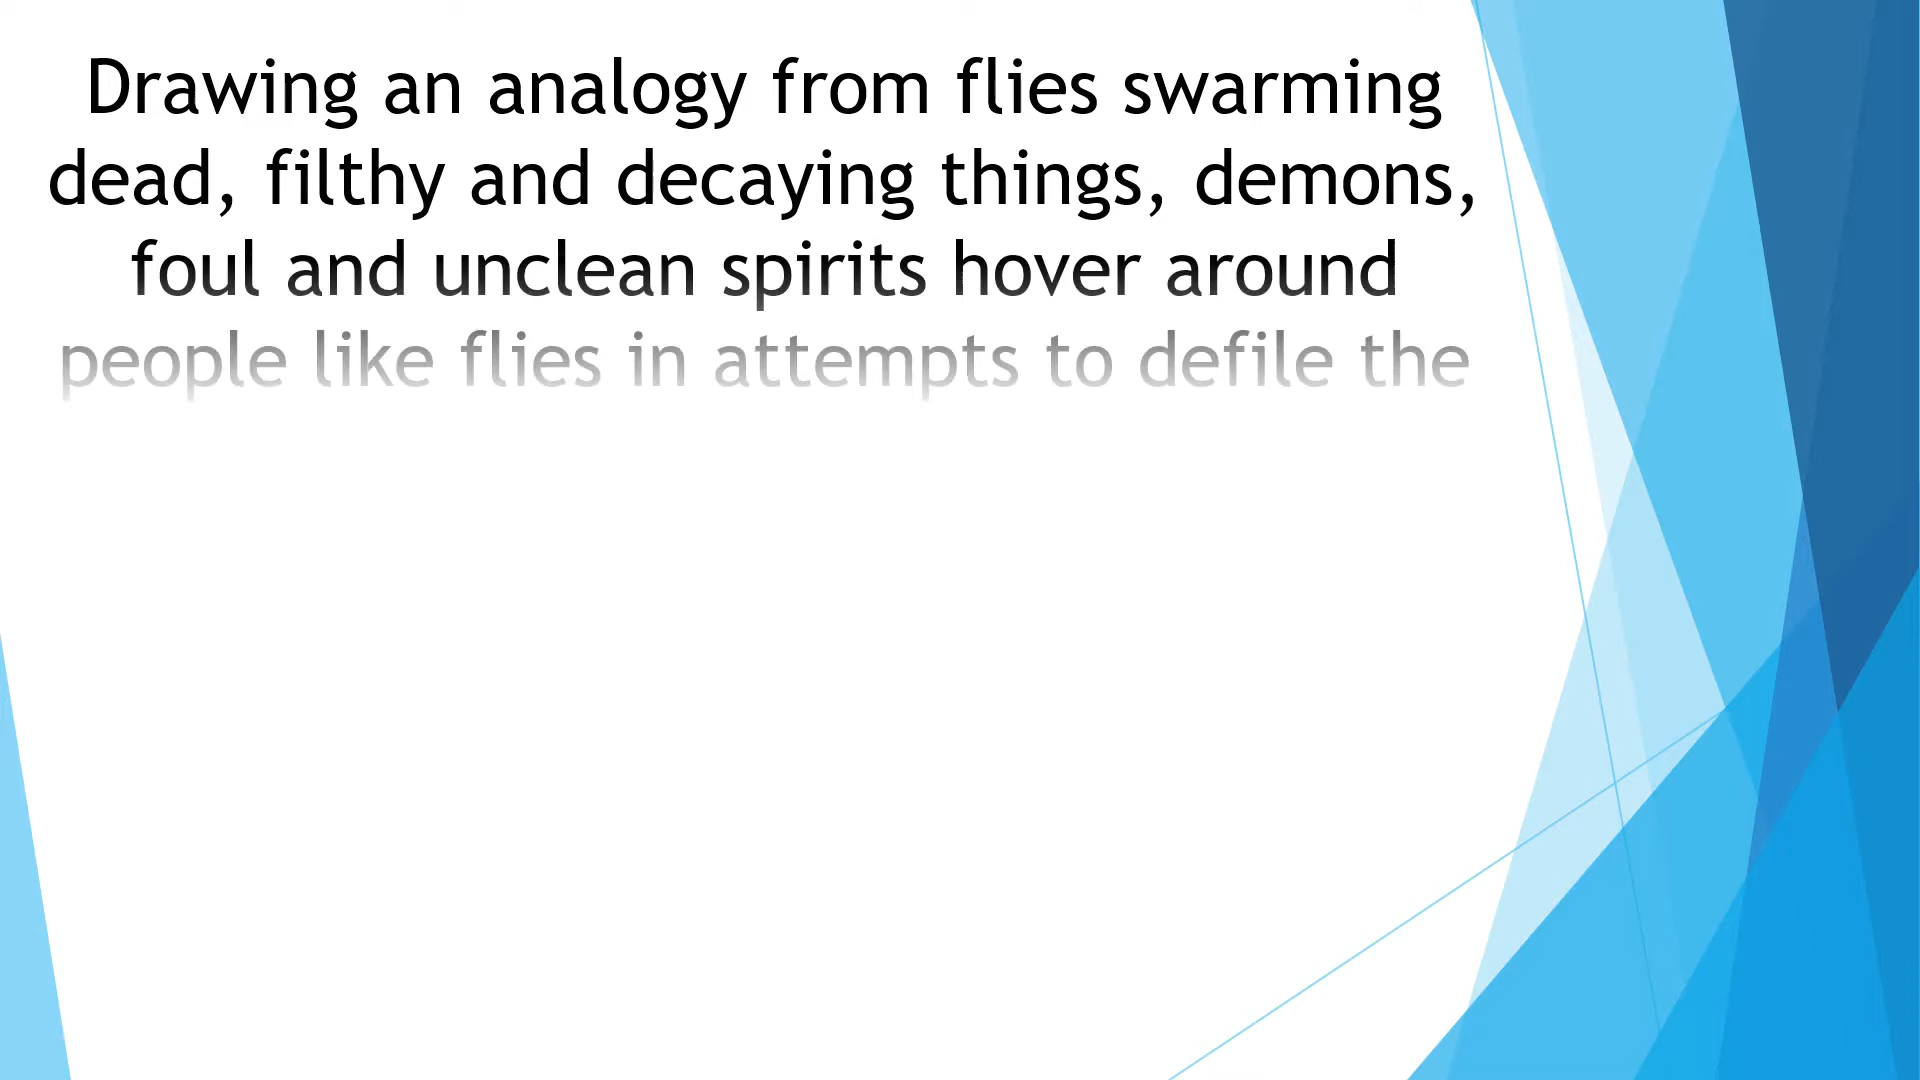 Drawing an analogy from flies swarming
dead, filthy and decaying things, demons,
foul and unclean spirits hover around
people like flies in attempts to defile the